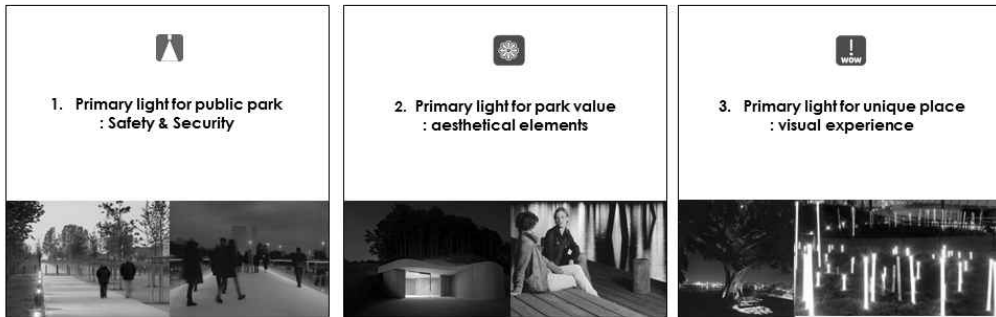 1. Primary light for public park
: Safety & Security
2. Primary light for park value
: aesthetical elements
!
wow
3. Primary light for unique place
: visual experience